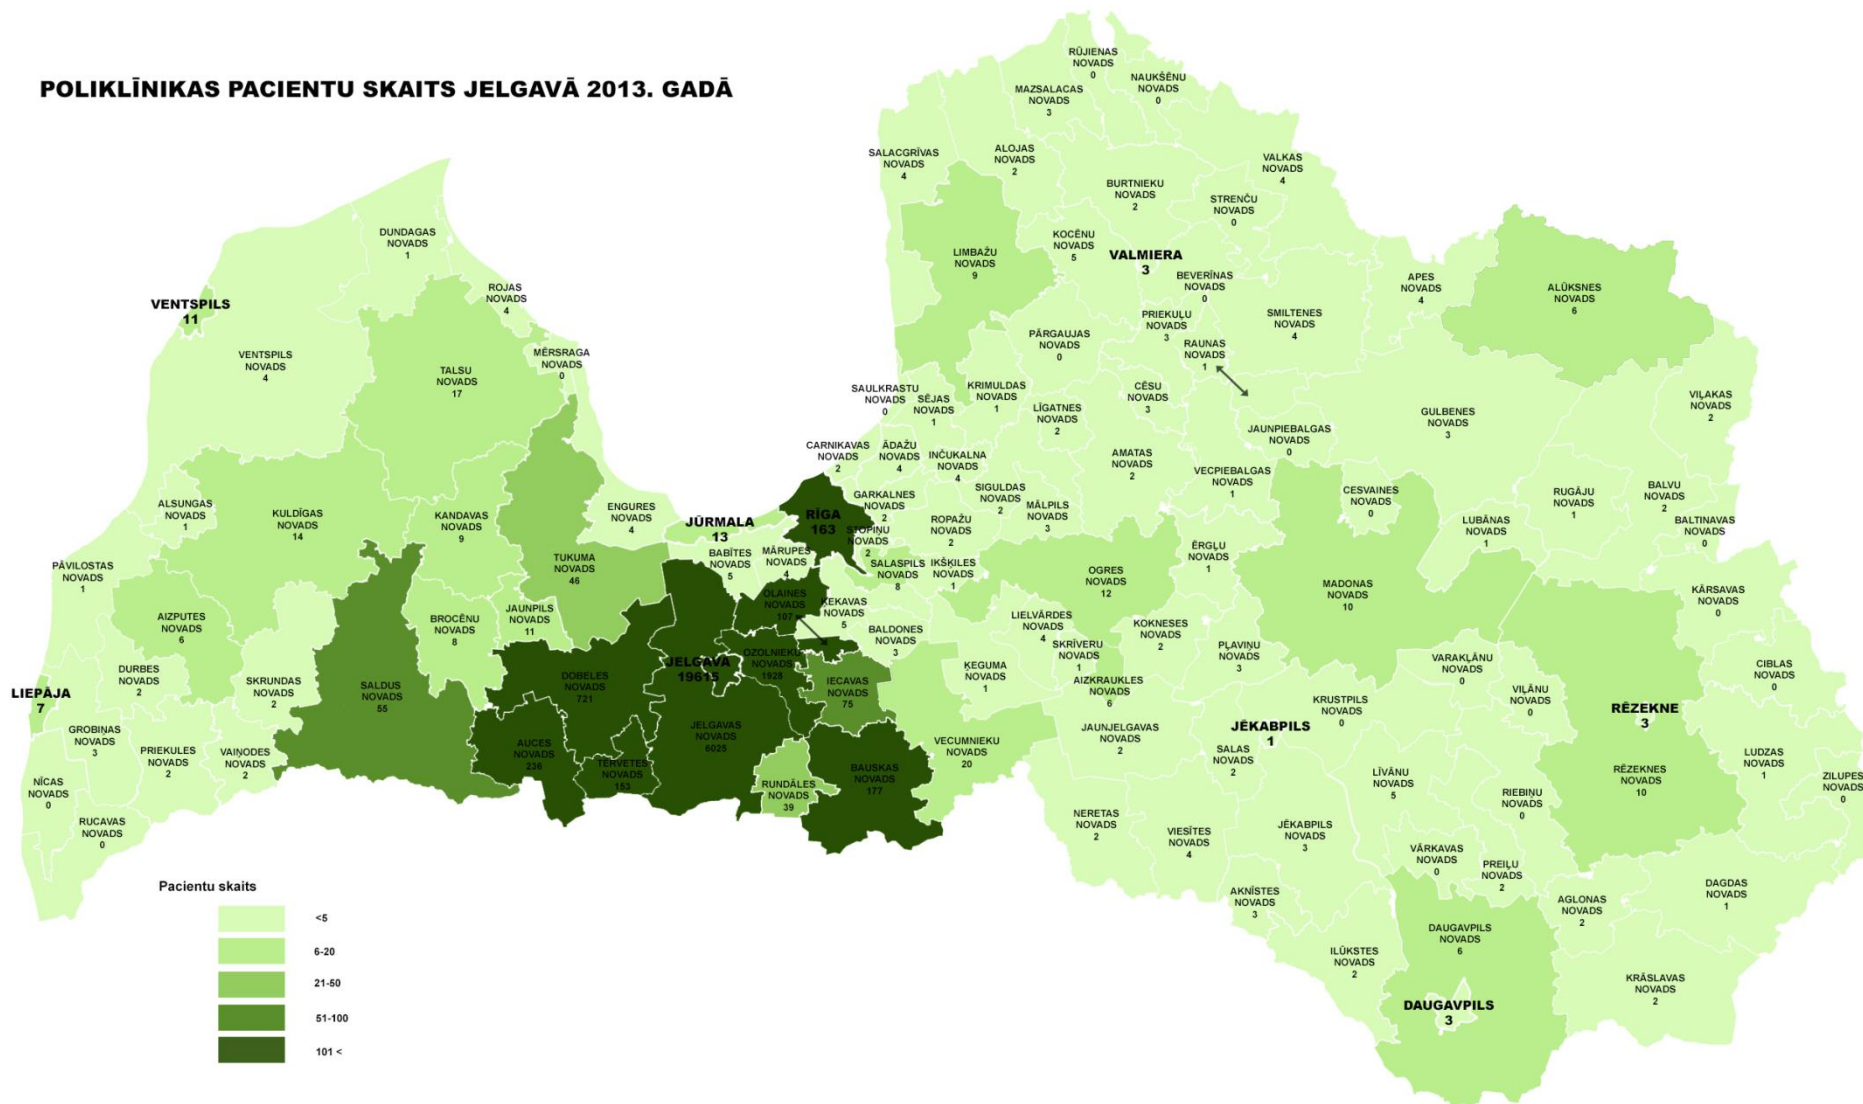 POLIKLĪNIKAS PACIENTU SKAITS JELGAVĀ 2013. GADĀ
RŪJIENAS
NOVADS
0
NAUKŠĒNU
NOVADS
0
MAZSALACAS
NOVADS
3
SALACGRĪVAS
NOVADS
4
ALOJAS
NOVADS
2
VALKAS
NOVADS
4
BURTNIEKU
NOVADS
2
STRENČU
NOVADS
0
DUNDAGAS
NOVADS
1
LIMBAŽU
NOVADS
9
KOCĒNU
NOVADS
5
VALMIERA
3
BEVERĪNAS
NOVADS
0
APES
NOVADS
4
ALŪKSNES
NOVADS
6
ROJAS
NOVADS
4
VENTSPILS
11
PRIEKUĻU
NOVADS
3
SMILTENES
NOVADS
4
PĀRGAUJAS
NOVADS
0
RAUNAS
NOVADS
1
VENTSPILS
NOVADS
4
MĒRSRAGA
NOVADS
0
TALSU
NOVADS
17
SAULKRASTU
NOVADS
0
SĒJAS
NOVADS
1
KRIMULDAS
NOVADS
1
LĪGATNES
NOVADS
2
CĒSU
NOVADS
3
GULBENES
NOVADS
3
VIĻAKAS
NOVADS
2
JAUNPIEBALGAS
NOVADS
0
CARNIKAVAS
NOVADS
2
ĀDAŽU
NOVADS
4
INČUKALNA
NOVADS
4
AMATAS
NOVADS
2
VECPIEBALGAS
NOVADS
1
ALSUNGAS
NOVADS
1
KULDĪGAS
NOVADS
14
KANDAVAS
NOVADS
9
ENGURES
NOVADS
4
JŪRMALA
13
RĪGA
163
GARKALNES
NOVADS
2
SIGULDAS
NOVADS
2
MĀLPILS
NOVADS
3
CESVAINES
NOVADS
0
RUGĀJU
NOVADS
1
BALVU
NOVADS
2
BALTINAVAS
NOVADS
0
LUBĀNAS
NOVADS
1
ROPAŽU
NOVADS
2
STOPIŅU
NOVADS
2
ĒRGĻU
NOVADS
1
PĀVILOSTAS
NOVADS
1
TUKUMA
NOVADS
46
BABĪTES
NOVADS
5
MĀRUPES
NOVADS
4
SALASPILS
NOVADS
8
IKŠĶILES
NOVADS
1
OGRES
NOVADS
12
MADONAS
NOVADS
10
KĀRSAVAS
NOVADS
0
AIZPUTES
NOVADS
6
BROCĒNU
NOVADS
8
JAUNPILS
NOVADS
11
OLAINES
NOVADS
107
ĶEKAVAS
NOVADS
5
BALDONES
NOVADS
3
LIELVĀRDES
NOVADS
4
SKRĪVERU
NOVADS
1
KOKNESES
NOVADS
2
PĻAVIŅU
NOVADS
3
VARAKĻĀNU
NOVADS
0
VIĻĀNU
NOVADS
0
CIBLAS
NOVADS
0
DURBES
NOVADS
2
SKRUNDAS
NOVADS
2
SALDUS
NOVADS
55
DOBELES
NOVADS
721
JELGAVA
19615
OZOLNIEKU
NOVADS
1928
IECAVAS
NOVADS
75
ĶEGUMA
NOVADS
1
AIZKRAUKLES
NOVADS
6
LIEPĀJA
7
KRUSTPILS
NOVADS
0
RĒZEKNE
3
GROBIŅAS
NOVADS
3
PRIEKULES
NOVADS
2
VAIŅODES
NOVADS
2
AUCES
NOVADS
236
JELGAVAS
NOVADS
6025
VECUMNIEKU
NOVADS
20
JAUNJELGAVAS
NOVADS
2
JĒKABPILS
1
SALAS
NOVADS
2
LUDZAS
NOVADS
1
NĪCAS
NOVADS
0
TĒRVETES
NOVADS
153
RUNDĀLES
NOVADS
39
BAUSKAS
NOVADS
177
LĪVĀNU
NOVADS
5
RIEBIŅU
NOVADS
0
RĒZEKNES
NOVADS
10
ZILUPES
NOVADS
0
RUCAVAS
NOVADS
0
NERETAS
NOVADS
2
VIESĪTES
NOVADS
4
JĒKABPILS
NOVADS
3
VĀRKAVAS
NOVADS
0
PREIĻU
NOVADS
2
AKNĪSTES
NOVADS
3
AGLONAS
NOVADS
2
DAGDAS
NOVADS
1
DAUGAVPILS
NOVADS
6
ILŪKSTES
NOVADS
2
KRĀSLAVAS
NOVADS
2
DAUGAVPILS
3
Pacientu skaits
<5
6-20
21-50
51-100
101 <